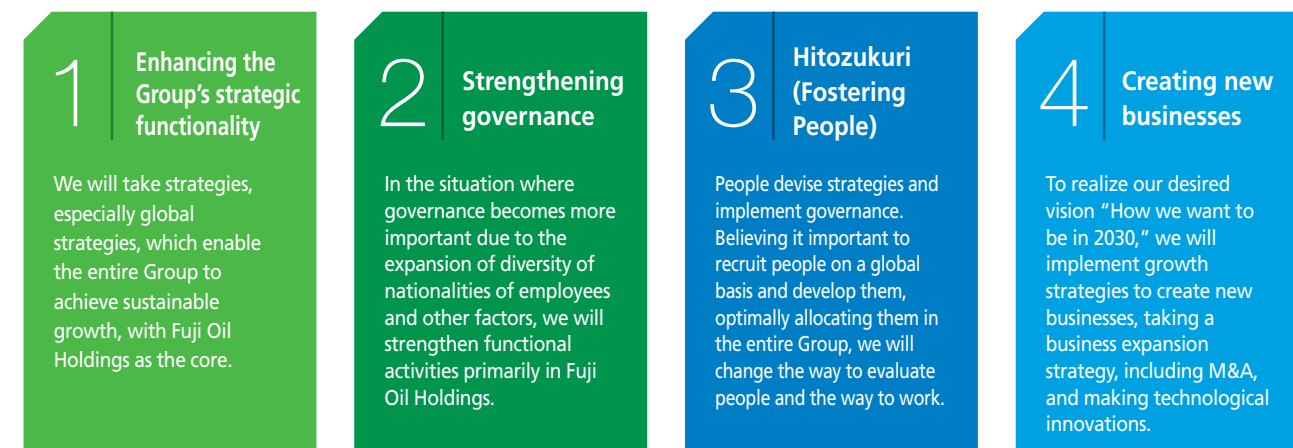 1
Enhancing the
Group's strategic
functionality
We will take strategies,
especially global
strategies, which enable
the entire Group to
achieve sustainable
growth, with Fuji Oil
Holdings as the core.
2
Strengthening
governance
In the situation where
governance becomes more
important due to the
expansion of diversity of
nationalities of employees
and other factors, we will
strengthen functional
activities primarily in Fuji
Oil Holdings.
3
Hitozukuri
(Fostering
People)
People devise strategies and
implement governance.
Believing it important to
recruit people on a global
basis and develop them,
optimally allocating them in
the entire Group, we will
change the way to evaluate
people and the way to work.
4
Creating new
businesses
To realize our desired
vision “How we want to
be in 2030,” we will
implement growth
strategies to create new
businesses, taking a
business expansion
strategy, including M&A,
and making technological
innovations.